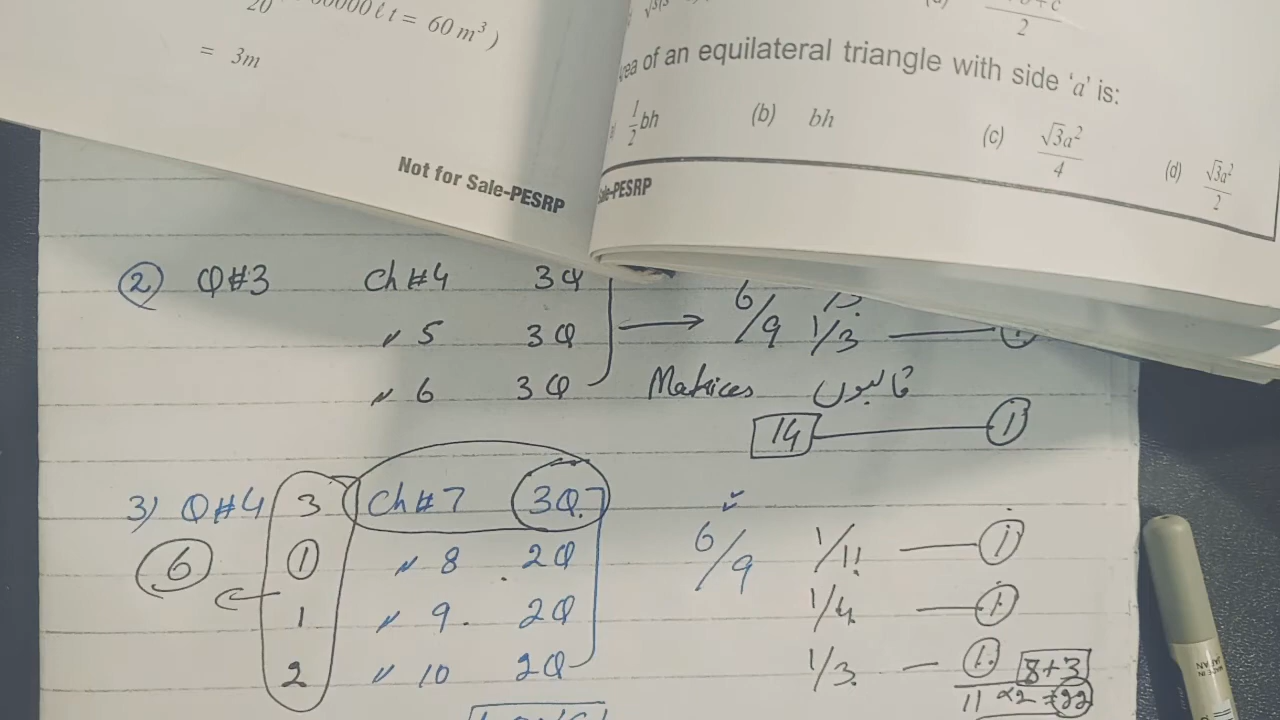 = 3m
Not for Sale-PESRP
area of an equilateral triangle with side 'a' is:
1/2 bh (b) bh (c) √3a²/4 (d) √3a²/2
Sale-PESRP
2 Q#3 Ch#4 3Q
〃 5 3Q 6/9 1/3
〃 6 3Q Matrices قالبوں
14 1
3) Q#4 3 Ch#7 3Q.7
6 1 〃 8 2Q 6/9 1/1! 1
1 〃 9. 2Q 1/4. 1
2 〃 10 2Q 1/3. 1. 8+3
11 ×2 = 22